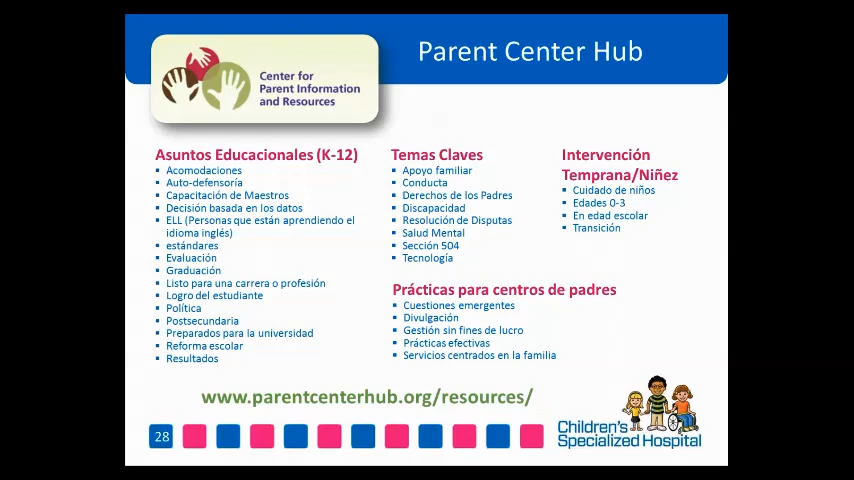 Parent Center Hub
Center for
Parent Information
and Resources
Asuntos Educacionales (K-12)
Acomodaciones
Auto-defensoría
Capacitación de Maestros
Decisión basada en los datos
ELL (Personas que están aprendiendo el
idioma inglés)
estándares
Evaluación
Graduación
Listo para una carrera o profesión
Logro del estudiante
Política
Postsecundaria
Preparados para la universidad
Reforma escolar
Resultados
Temas Claves
Apoyo familiar
Conducta
Derechos de los Padres
Discapacidad
Resolución de Disputas
Salud Mental
Sección 504
Tecnología
Intervención
Temprana/Niñez
Cuidado de niños
Edades 0-3
En edad escolar
Transición
Prácticas para centros de padres
Cuestiones emergentes
Divulgación
Gestión sin fines de lucro
Prácticas efectivas
Servicios centrados en la familia
www.parentcenterhub.org/resources/
28
Children's
Specialized Hospital